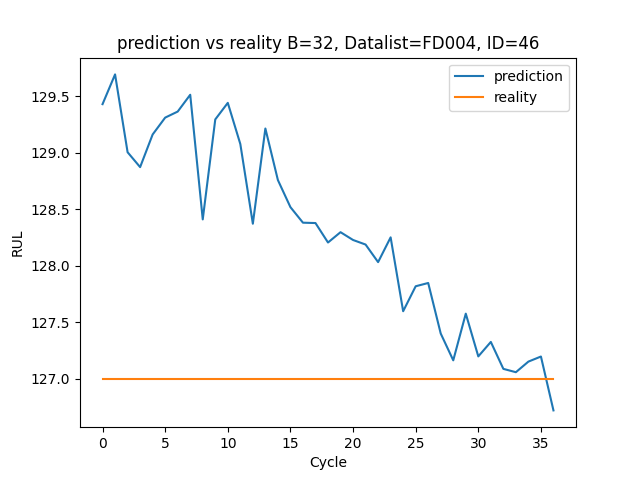 prediction vs reality B=32, Datalist=FD004, ID=46
prediction
reality
129.5
129.0
128.5
128.0
127.5
127.0
RUL
0 5 10 15 20 25 30 35
Cycle